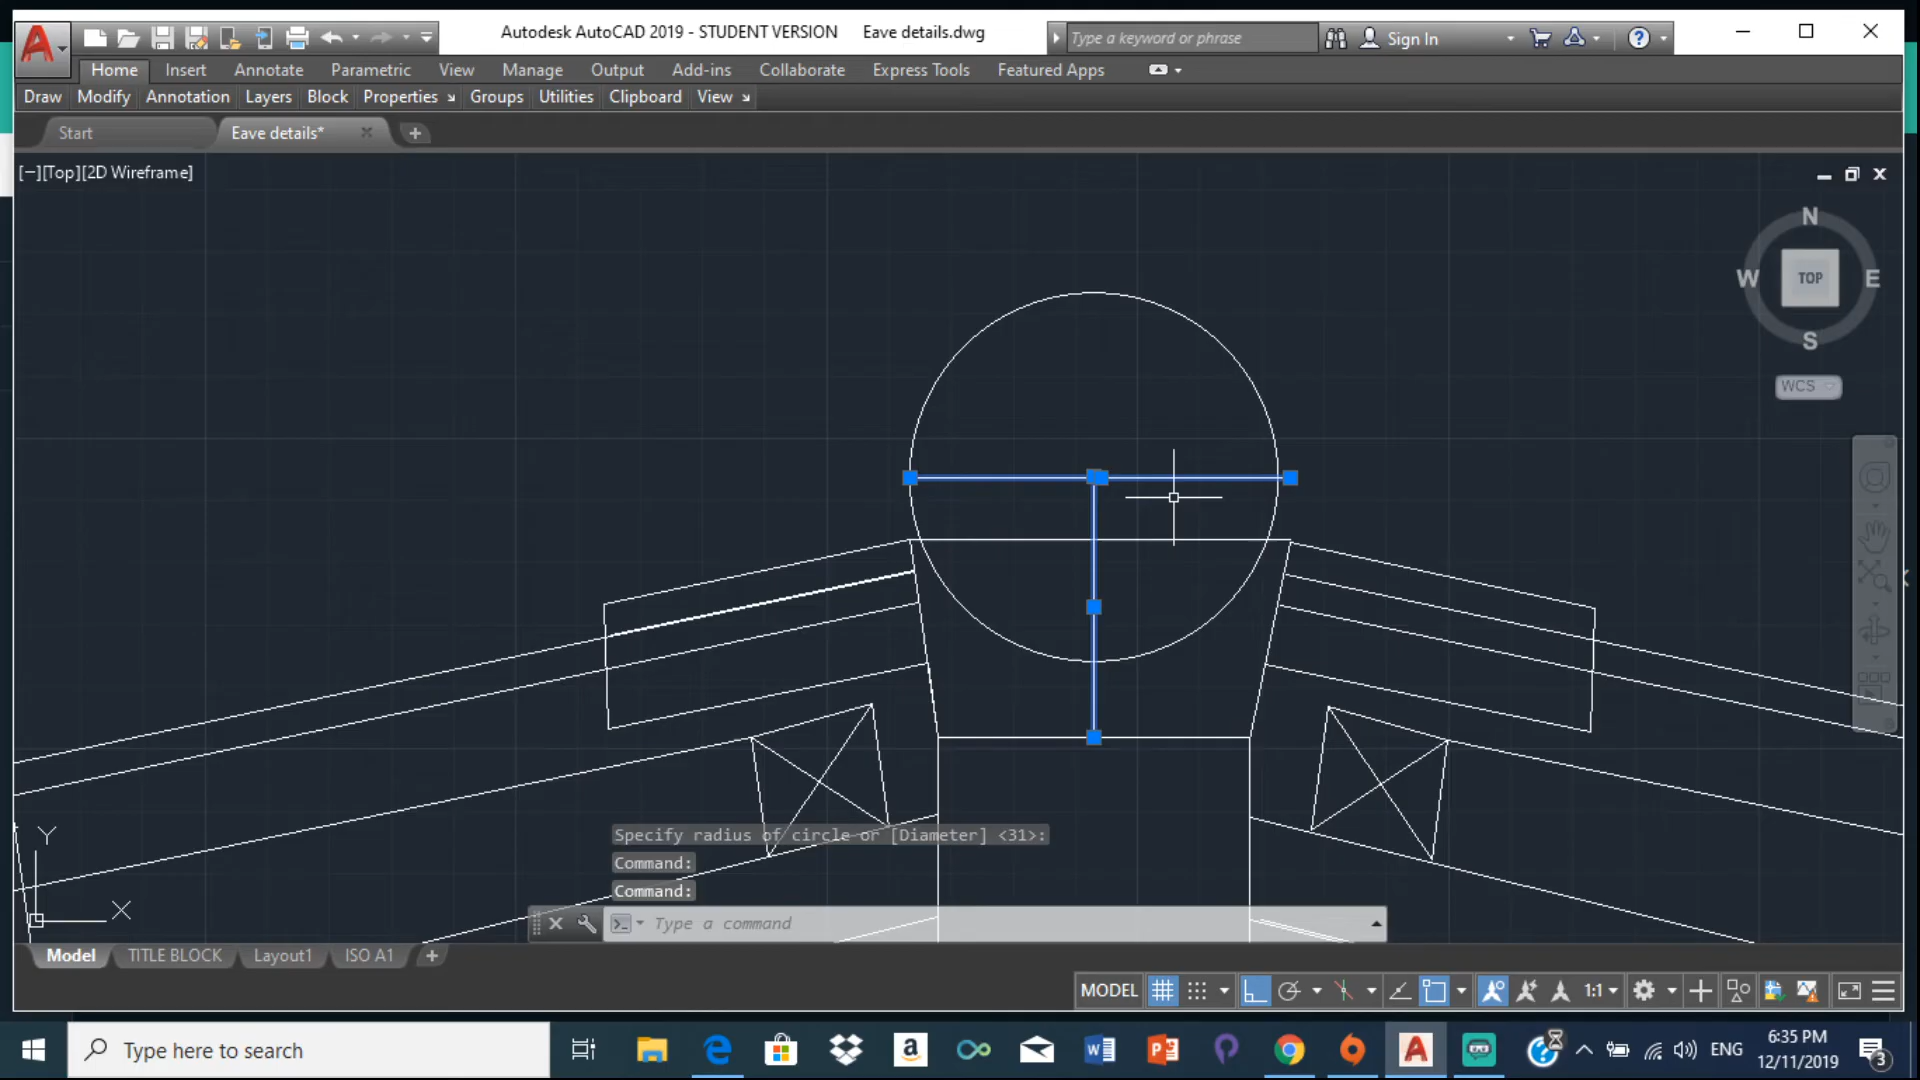 Autodesk AutoCAD 2019 - STUDENT VERSION Eave details.dwg
Type a keyword or phrase
Sign In
Home Insert Annotate Parametric View Manage Output Add-ins Collaborate Express Tools Featured Apps
Draw Modify Annotation Layers Block Properties Groups Utilities Clipboard View
Start Eave details*
[−][Top][2D Wireframe]
N
W TOP E
S
WCS
Specify radius of circle or [Diameter] <31>:
Command:
Command:
Type a command
Y
X
Model TITLE BLOCK Layout1 ISO A1
MODEL 1:1
Type here to search
ENG
6:35 PM
12/11/2019
3